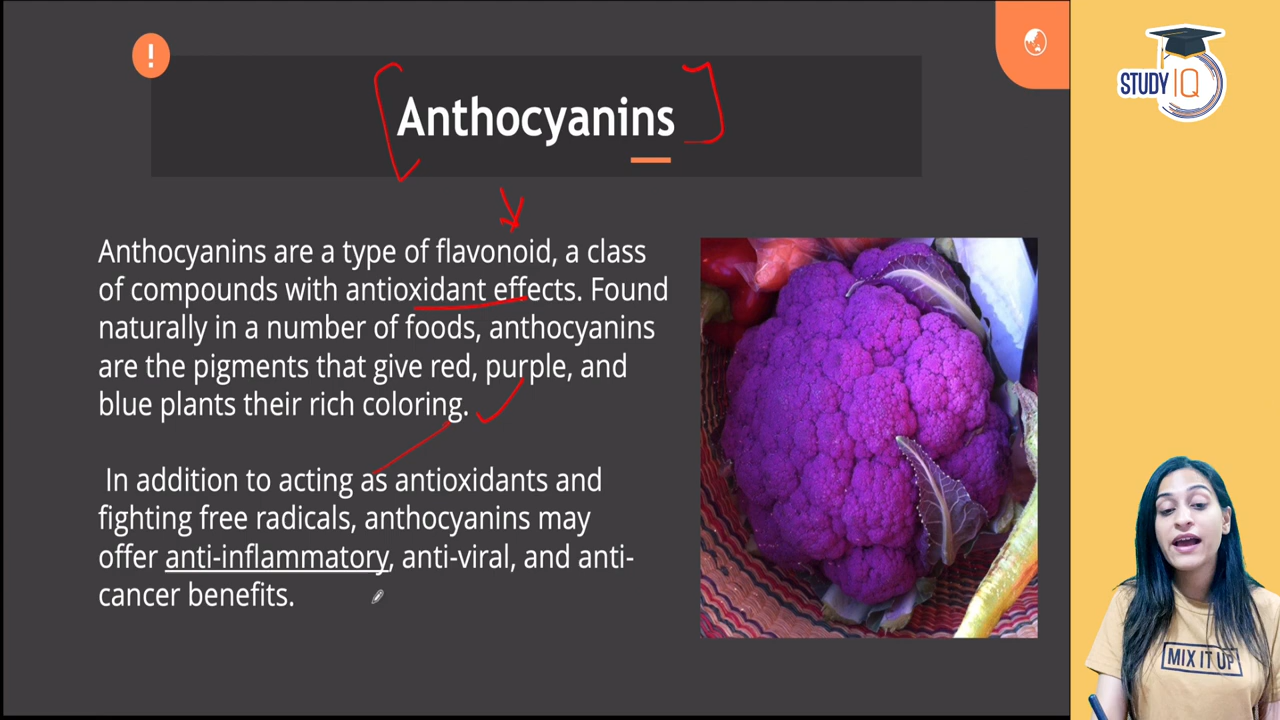 !
Anthocyanins
STUDY IQ
Anthocyanins are a type of flavonoid, a class
of compounds with antioxidant effects. Found
naturally in a number of foods, anthocyanins
are the pigments that give red, purple, and
blue plants their rich coloring.
In addition to acting as antioxidants and
fighting free radicals, anthocyanins may
offer anti-inflammatory, anti-viral, and anti-
cancer benefits.
MIX IT UP